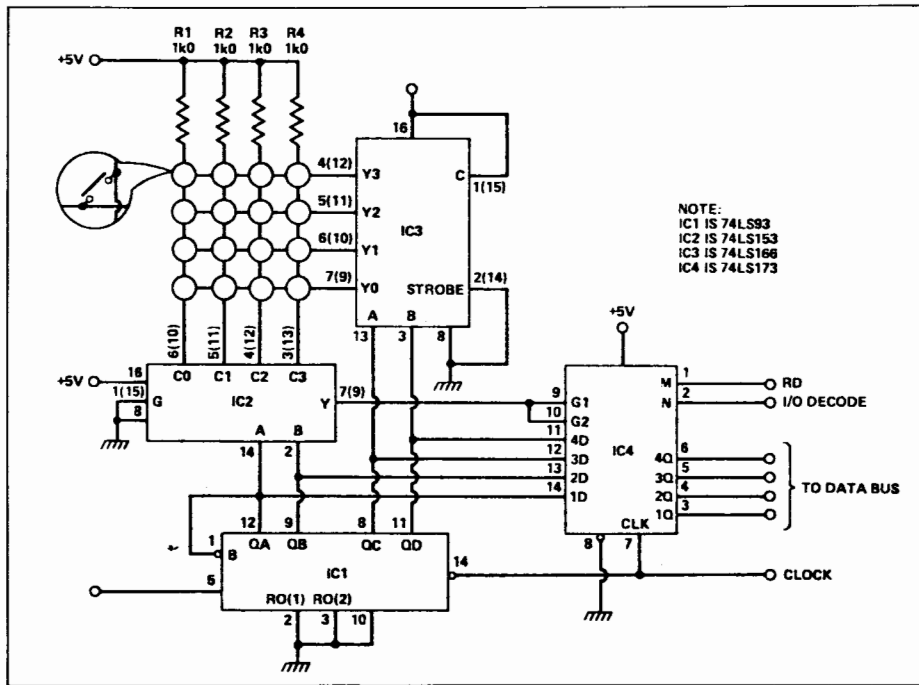 R1 R2 R3 R4
1k0 1k0 1k0 1k0
+5V
16
4(12) Y3 C
1(15)
5(11) Y2
IC3
6(10) Y1
7(9) Y0 STROBE 2(14)
A B
13 3 8
NOTE:
IC1 IS 74LS93
IC2 IS 74LS153
IC3 IS 74LS166
IC4 IS 74LS173
6(10) 5(11) 4(12) 3(13)
+5V 16 C0 C1 C2 C3
1(15) G IC2 Y 7(9)
8
A B
14 2
+5V
M 1 RD
N 2 I/O DECODE
9 G1
10 G2
11 4D
12 3D IC4
13 2D
14 1D
4Q 6
3Q 5
2Q 4
1Q 3
TO DATA BUS
CLK
8 7
12 9 8 11
1 B QA QB QC QD
14 CLOCK
5 IC1
RO(1) RO(2)
2 3 10